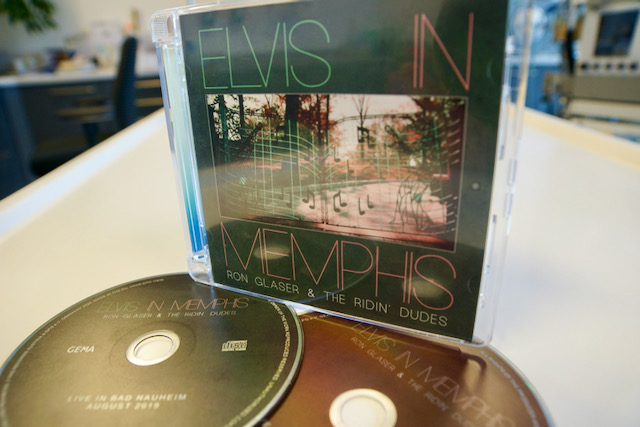 ELVIS IN
MEMPHIS
RON GLASER & THE RIDIN' DUDES
ELVIS IN MEMPHIS
RON GLASER & THE RIDIN' DUDES
GEMA
LIVE IN BAD NAUHEIM
AUGUST 2019
ELVIS IN MEMPHIS
RON GLASER & THE RIDIN' DUDES